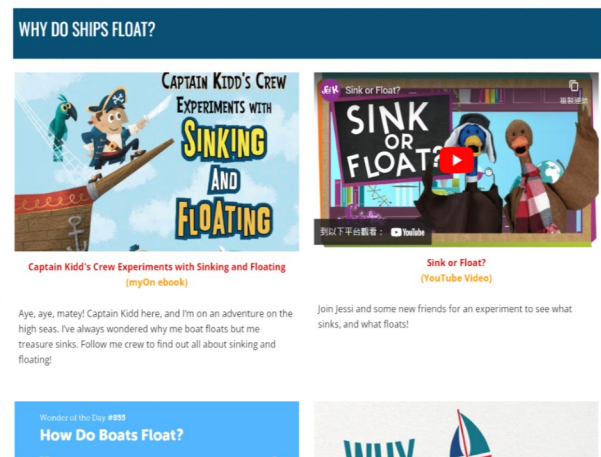 WHY DO SHIPS FLOAT?
CAPTAIN KIDD'S CREW
EXPERIMENTS WITH
SINKING
AND
FLOATING
Captain Kidd's Crew Experiments with Sinking and Floating
(myOn ebook)
Aye, aye, matey! Captain Kidd here, and I'm on an adventure on the
high seas. I've always wondered why me boat floats but me
treasure sinks. Follow me crew to find out all about sinking and
floating!
J&K
Sink or Float?
複製連結
SINK
OR
FLOAT?
到以下平台觀看：
YouTube
Sink or Float?
(YouTube Video)
Join Jessi and some new friends for an experiment to see what
sinks, and what floats!
Wonder of the Day #855
How Do Boats Float?
WHY